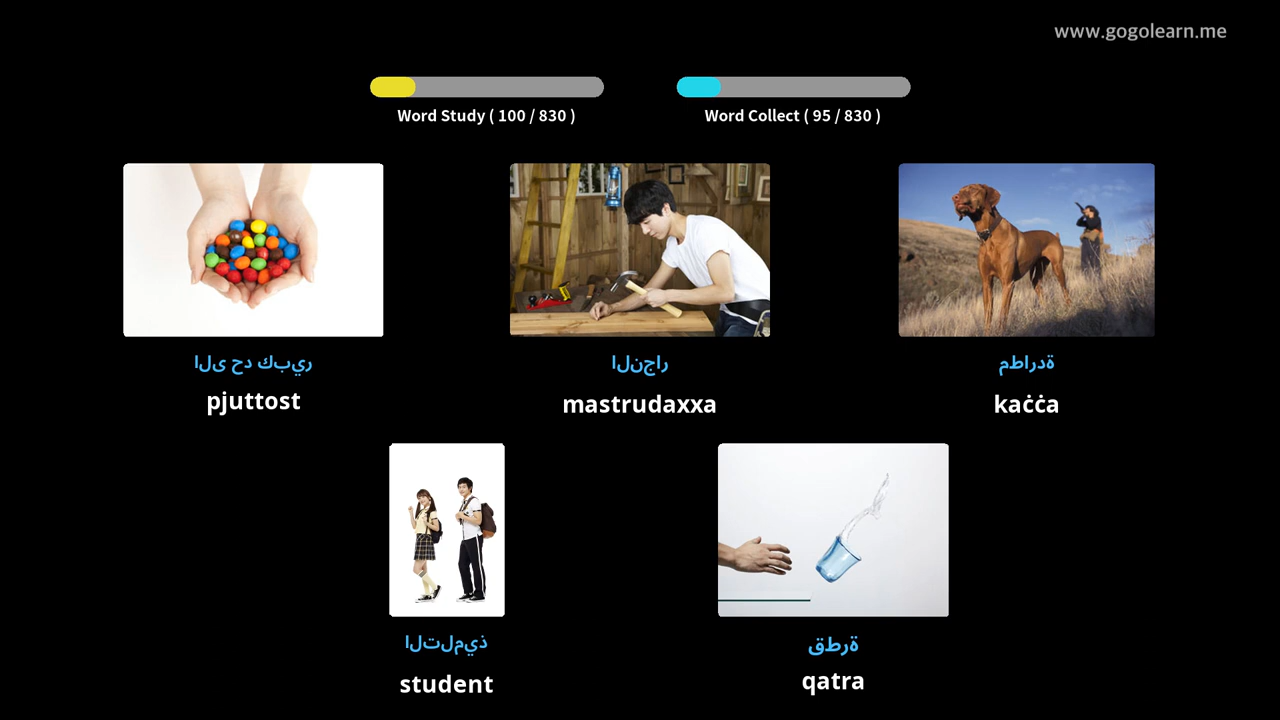 www.gogolearn.me
Word Study ( 100 / 830 )
Word Collect ( 95 / 830 )
الى حد كبير
pjuttost
النجار
mastrudaxxa
مطاردة
kaċċa
التلميذ
student
قطرة
qatra